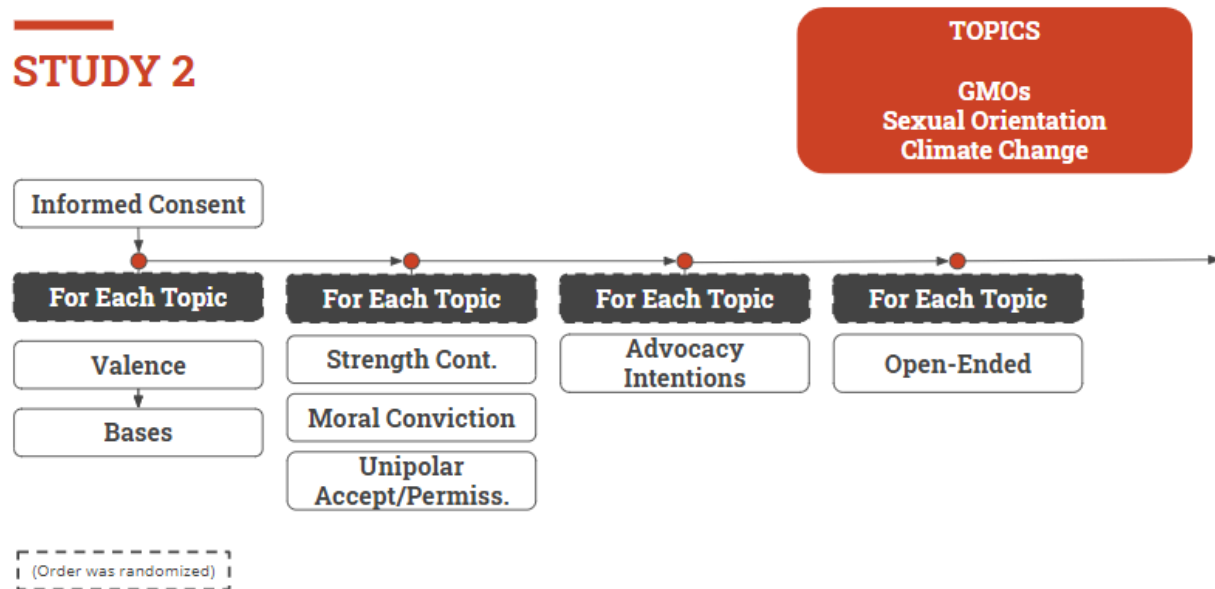 STUDY 2
TOPICS
GMOs
Sexual Orientation
Climate Change
Informed Consent
For Each Topic
Valence
Bases
For Each Topic
Strength Cont.
Moral Conviction
Unipolar
Accept/Permiss.
For Each Topic
Advocacy
Intentions
For Each Topic
Open-Ended
(Order was randomized)